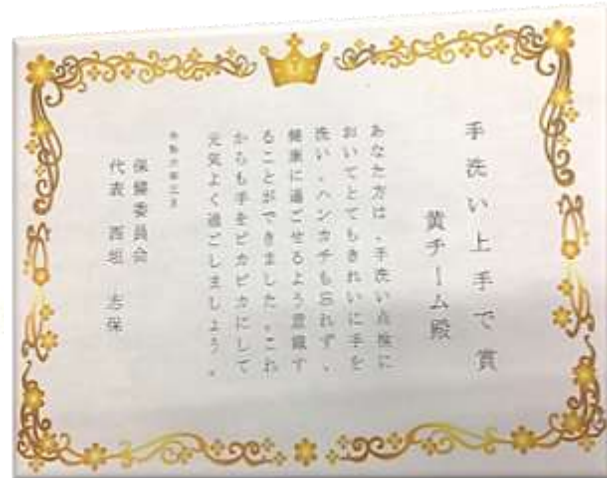 手洗い上手で賞
黄チーム殿
あなた方は、手洗い点検に
おいてとてもきれいに手を
洗い、ハンカチも忘れず、
健康に過ごせるよう意識す
ることができました。これ
からも手をピカピカにして
元気よく過ごしましょう。
保健委員会
代表 西垣 志保